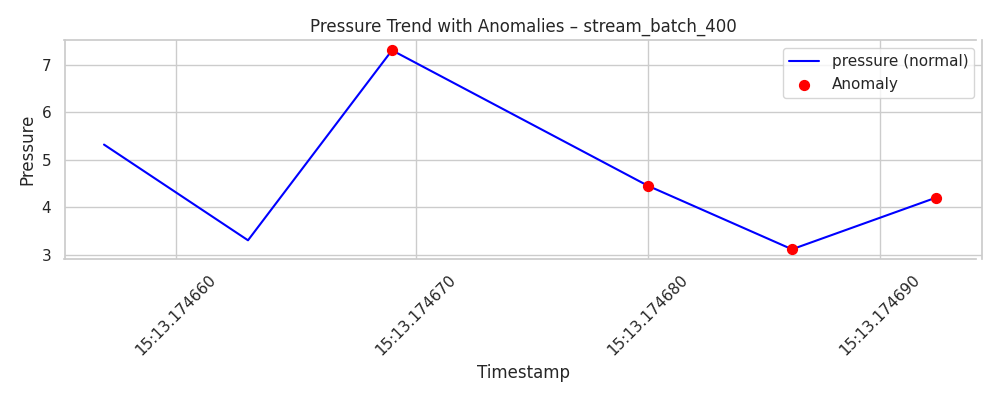 Pressure Trend with Anomalies – stream_batch_400
pressure (normal)
Anomaly
Pressure
7
6
5
4
3
15:13.174660
15:13.174670
15:13.174680
15:13.174690
Timestamp